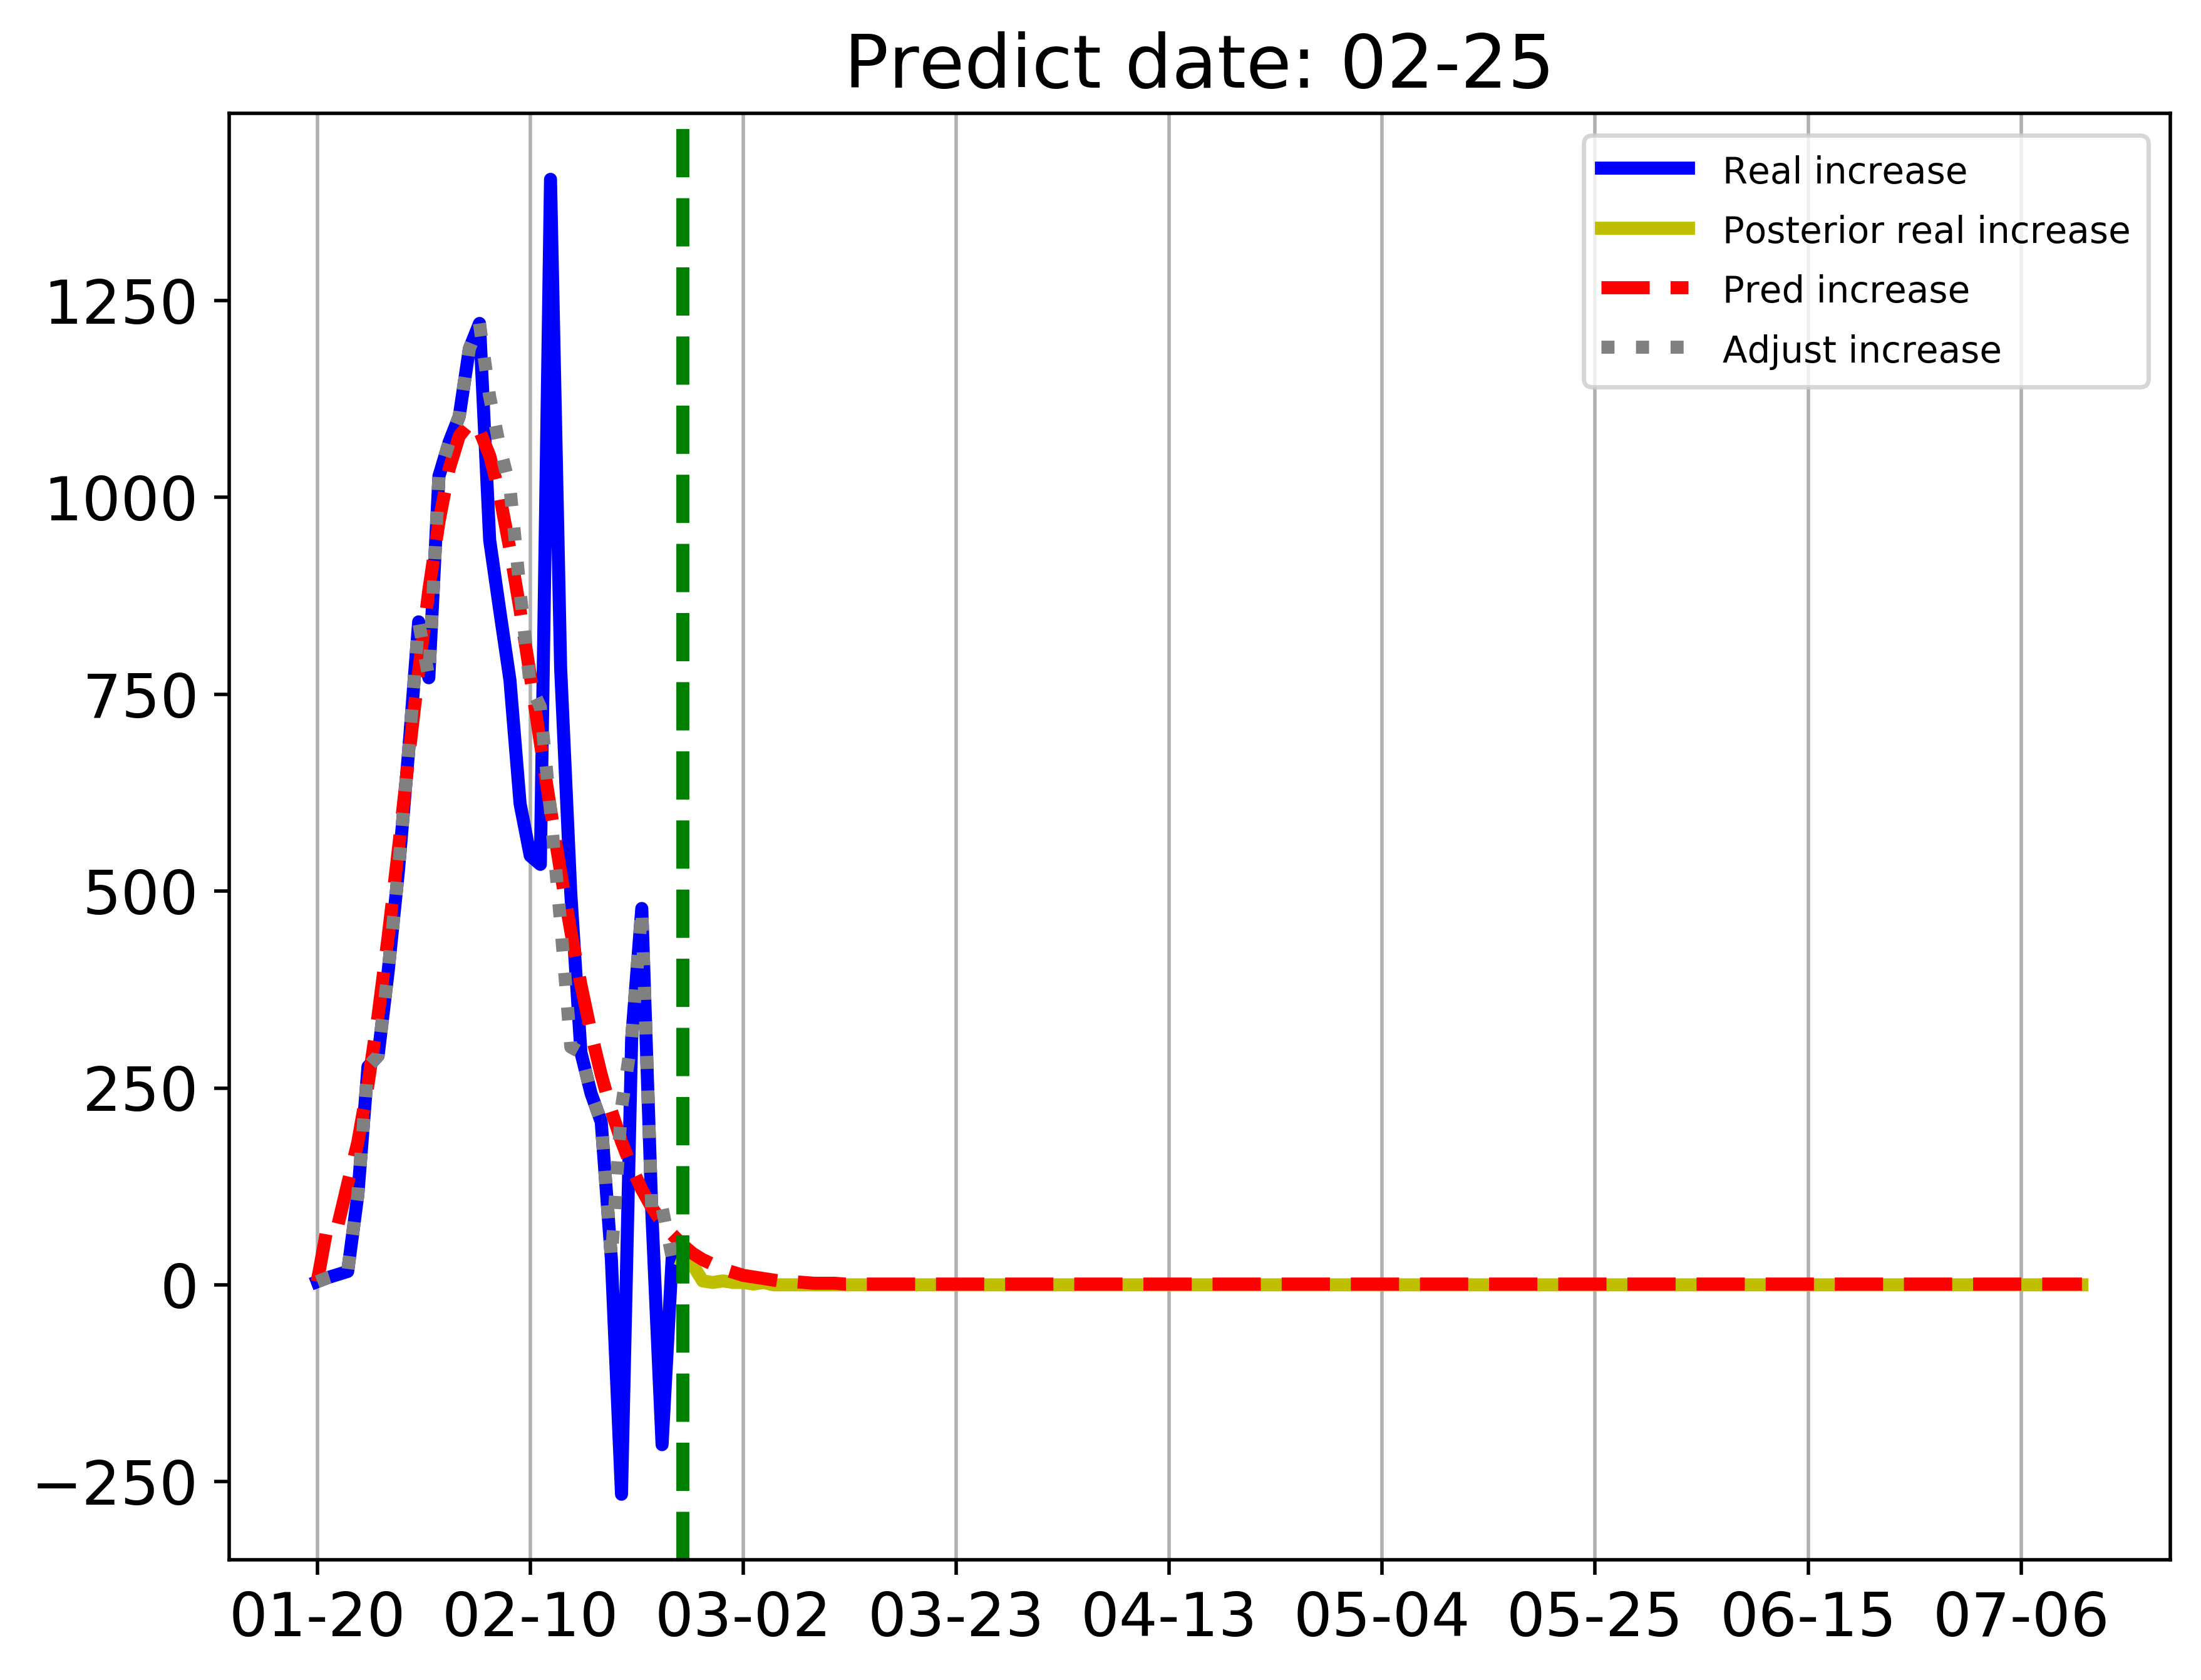 Predict date: 02-25
Real increase
Posterior real increase
Pred increase
Adjust increase
1250
1000
750
500
250
0
−250
01-20 02-10 03-02 03-23 04-13 05-04 05-25 06-15 07-06